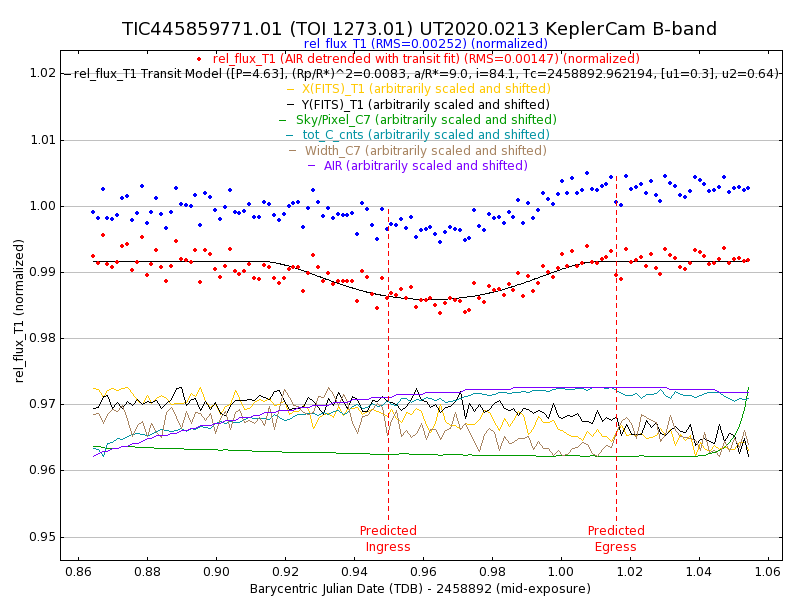 TIC445859771.01 (TOI 1273.01) UT2020.0213 KeplerCam B-band
rel_flux_T1 (RMS=0.00252) (normalized)
rel_flux_T1 (AIR detrended with transit fit) (RMS=0.00147) (normalized)
rel_flux_T1 Transit Model ([P=4.63], (Rp/R*)^2=0.0083, a/R*=9.0, i=84.1, Tc=2458892.962194, [u1=0.3], u2=0.64)
X(FITS)_T1 (arbitrarily scaled and shifted)
Y(FITS)_T1 (arbitrarily scaled and shifted)
Sky/Pixel_C7 (arbitrarily scaled and shifted)
tot_C_cnts (arbitrarily scaled and shifted)
Width_C7 (arbitrarily scaled and shifted)
AIR (arbitrarily scaled and shifted)
1.02
1.01
1.00
0.99
0.98
0.97
0.96
0.95
rel_flux_T1 (normalized)
Predicted
Ingress
Predicted
Egress
0.86 0.88 0.90 0.92 0.94 0.96 0.98 1.00 1.02 1.04 1.06
Barycentric Julian Date (TDB) - 2458892 (mid-exposure)